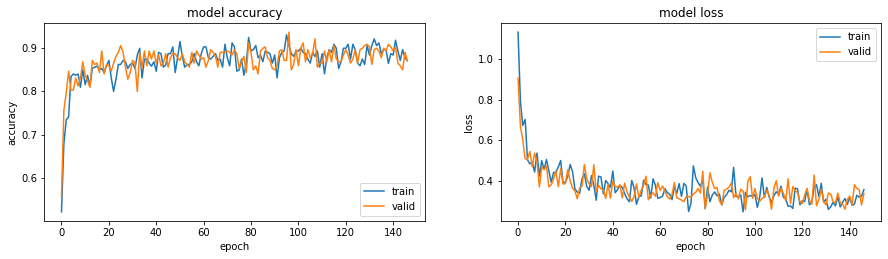 model accuracy
accuracy
0.9
0.8
0.7
0.6
train
valid
0 20 40 60 80 100 120 140
epoch
model loss
loss
1.0
0.8
0.6
0.4
train
valid
0 20 40 60 80 100 120 140
epoch